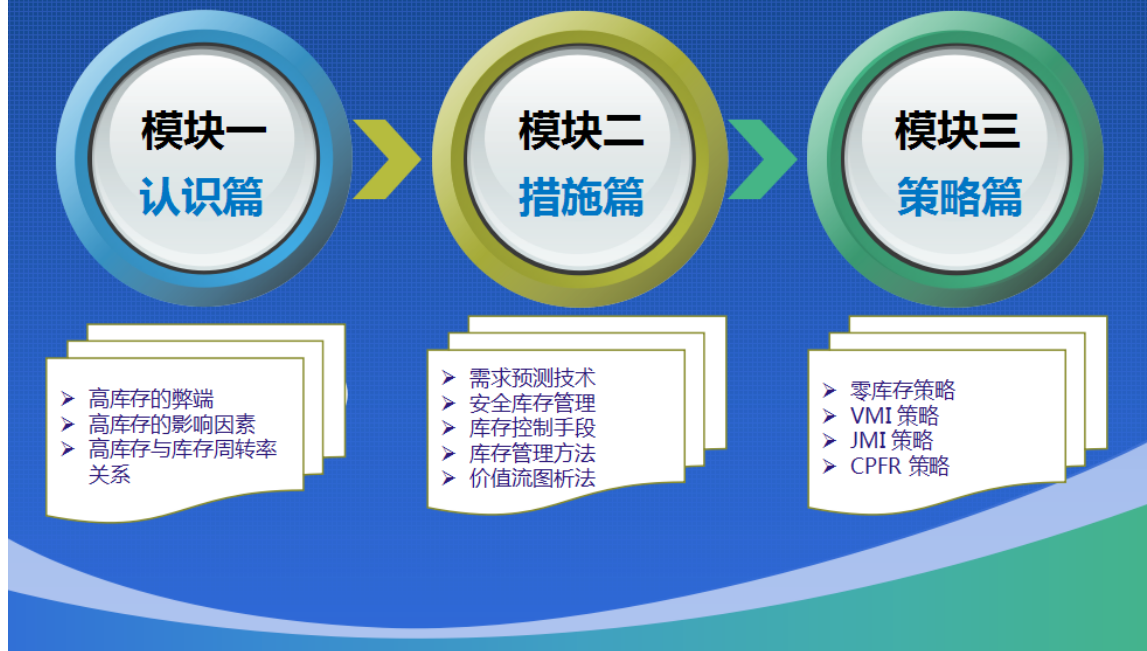 模块一
认识篇
模块二
措施篇
模块三
策略篇
➢ 高库存的弊端
➢ 高库存的影响因素
➢ 高库存与库存周转率
关系
➢ 需求预测技术
➢ 安全库存管理
➢ 库存控制手段
➢ 库存管理方法
➢ 价值流图析法
➢ 零库存策略
➢ VMI 策略
➢ JMI 策略
➢ CPFR 策略